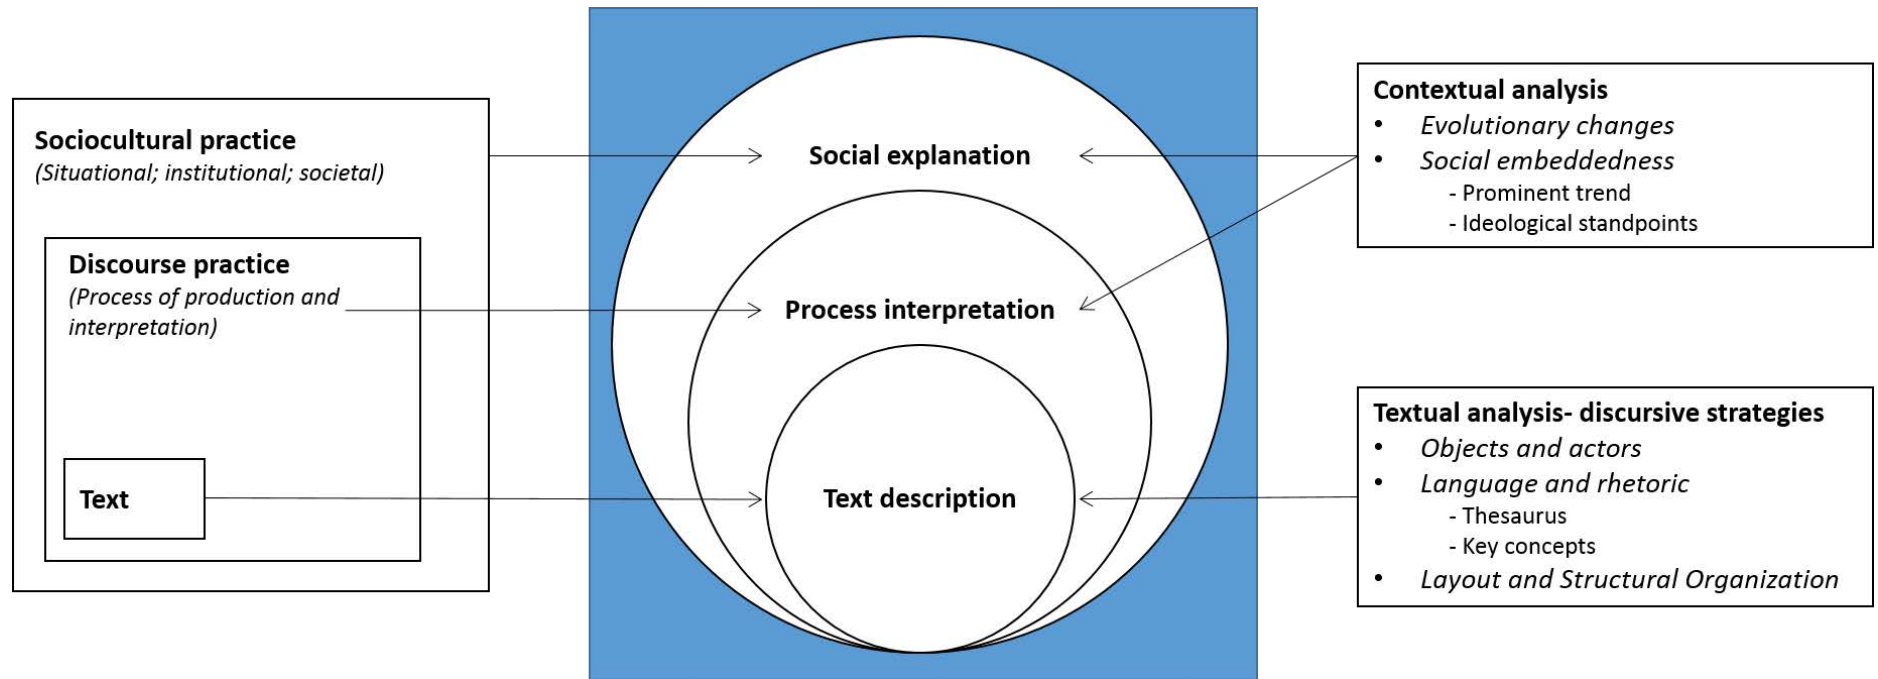 Sociocultural practice
(Situational; institutional; societal)
Discourse practice
(Process of production and
interpretation)
Text
Social explanation
Process interpretation
Text description
Contextual analysis
• Evolutionary changes
• Social embeddedness
- Prominent trend
- Ideological standpoints
Textual analysis- discursive strategies
• Objects and actors
• Language and rhetoric
- Thesaurus
- Key concepts
• Layout and Structural Organization